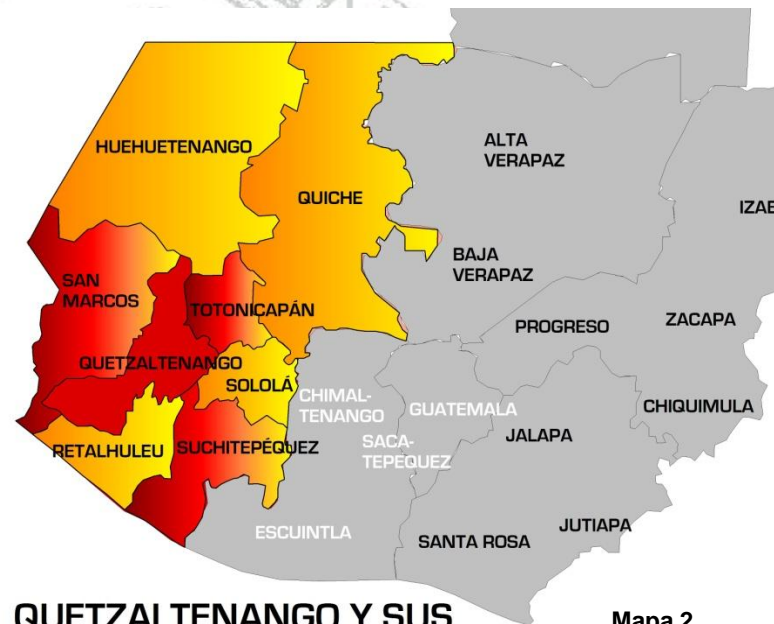 HUEHUETENANGO
QUICHE
ALTA
VERAPAZ
BAJA
VERAPAZ
SAN
MARCOS
TOTONICAPÁN
PROGRESO
ZACAPA
QUETZALTENANGO
SOLOLÁ
CHIMAL-
TENANGO
GUATEMALA
CHIQUIMULA
RETALHULEU
SUCHITEPÉQUEZ
SACA-
TEPEQUEZ
JALAPA
ESCUINTLA
SANTA ROSA
JUTIAPA
QUETZALTENANGO Y SUS
Mapa 2